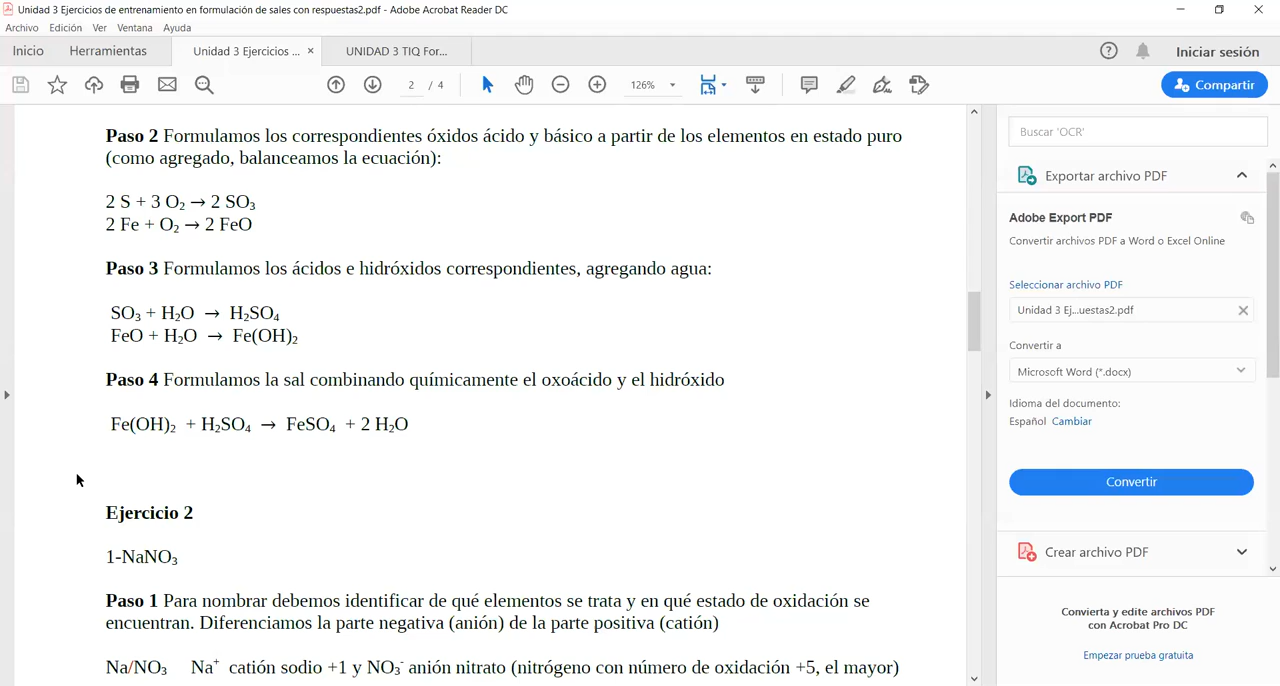 Unidad 3 Ejercicios de entrenamiento en formulación de sales con respuestas2.pdf - Adobe Acrobat Reader DC
Archivo Edición Ver Ventana Ayuda
Inicio Herramientas Unidad 3 Ejercicios ... × UNIDAD 3 TIQ For... Iniciar sesión
2 / 4 126% Compartir
Paso 2 Formulamos los correspondientes óxidos ácido y básico a partir de los elementos en estado puro
(como agregado, balanceamos la ecuación):
2 S + 3 O₂ → 2 SO₃
2 Fe + O₂ → 2 FeO
Paso 3 Formulamos los ácidos e hidróxidos correspondientes, agregando agua:
SO₃ + H₂O → H₂SO₄
FeO + H₂O → Fe(OH)₂
Paso 4 Formulamos la sal combinando químicamente el oxoácido y el hidróxido
Fe(OH)₂ + H₂SO₄ → FeSO₄ + 2 H₂O
Ejercicio 2
1-NaNO₃
Paso 1 Para nombrar debemos identificar de qué elementos se trata y en qué estado de oxidación se
encuentran. Diferenciamos la parte negativa (anión) de la parte positiva (catión)
Na/NO₃ Na⁺ catión sodio +1 y NO₃⁻ anión nitrato (nitrógeno con número de oxidación +5, el mayor)
Buscar 'OCR'
Exportar archivo PDF
Adobe Export PDF
Convertir archivos PDF a Word o Excel Online
Seleccionar archivo PDF
Unidad 3 Ej...uestas2.pdf
Convertir a
Microsoft Word (*.docx)
Idioma del documento:
Español Cambiar
Convertir
Crear archivo PDF
Convierta y edite archivos PDF
con Acrobat Pro DC
Empezar prueba gratuita